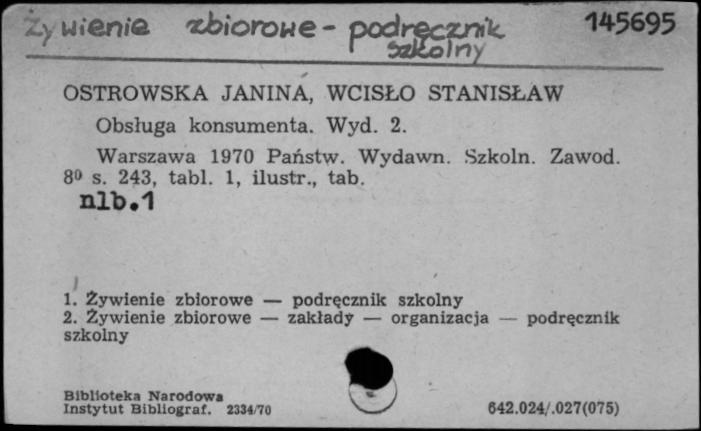 Żywienie zbiorowe - podręcznik szkolny 145695
OSTROWSKA JANINA, WCISŁO STANISŁAW
Obsługa konsumenta. Wyd. 2.
Warszawa 1970 Państw. Wydawn. Szkoln. Zawod.
8⁰ s. 243, tabl. 1, ilustr., tab.
nlb.1
1. Żywienie zbiorowe — podręcznik szkolny
2. Żywienie zbiorowe — zakłady — organizacja — podręcznik
szkolny
Biblioteka Narodowa
Instytut Bibliograf. 2334/70 642.024/.027(075)